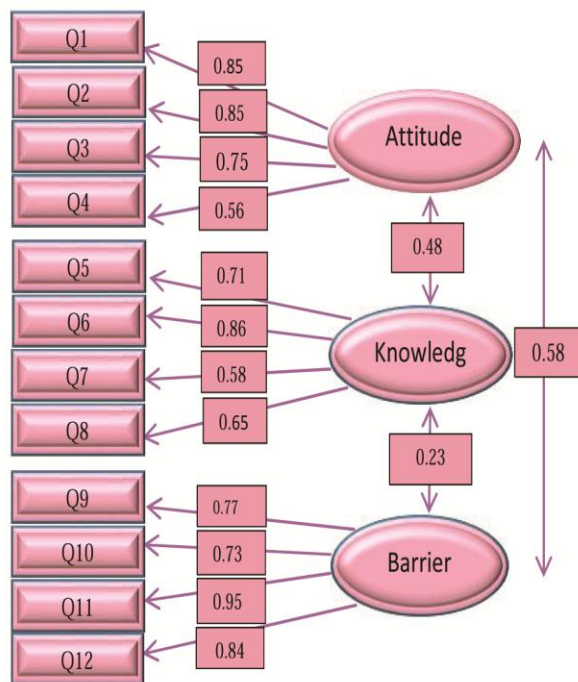 Q1
0.85
Q2
0.85
Attitude
Q3
0.75
Q4
0.56
0.48
Q5
0.71
Q6
0.86
Knowledg
0.58
Q7
0.58
Q8
0.65
0.23
Q9
0.77
Q10
0.73
Barrier
Q11
0.95
Q12
0.84